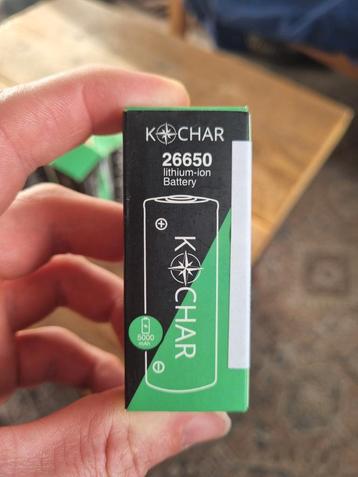 KOCHAR
26650
lithium-ion
Battery
KOCHAR
5000
mAh